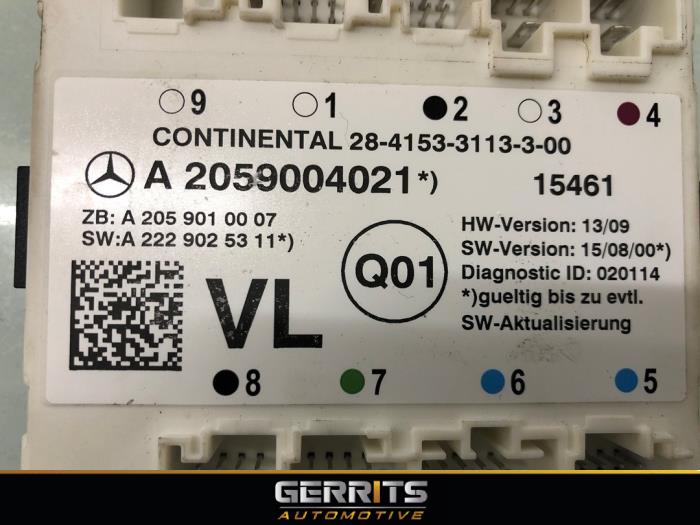 9 1 2 3 4
CONTINENTAL 28-4153-3113-3-00
A 2059004021*) 15461
ZB: A 205 901 00 07
SW:A 222 902 53 11*)
HW-Version: 13/09
SW-Version: 15/08/00*)
Diagnostic ID: 020114
*)gueltig bis zu evtl.
SW-Aktualisierung
Q01
VL
8 7 6 5
GERRITS
AUTOMOTIVE